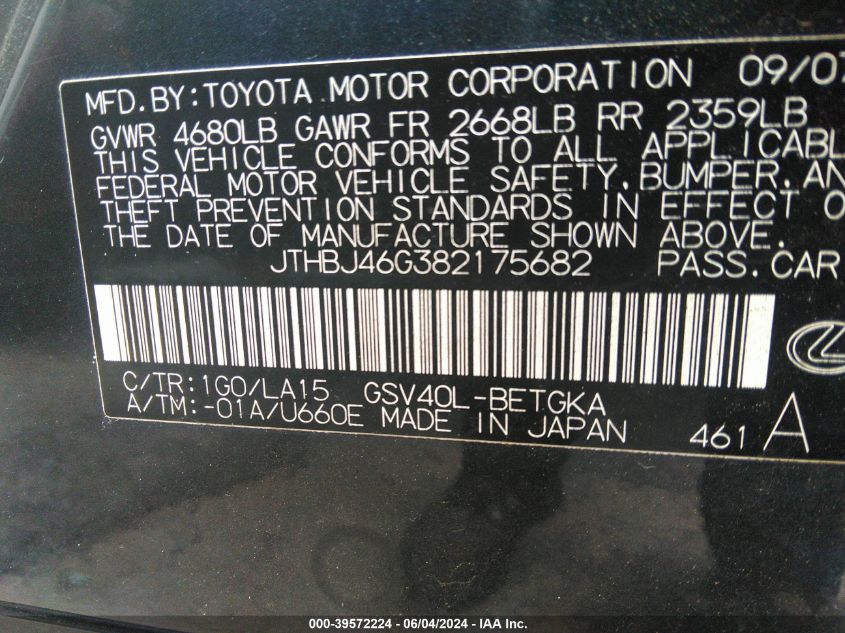 MFD.BY:TOYOTA MOTOR CORPORATION 09/07
GVWR 4680LB GAWR FR 2668LB RR 2359LB
THIS VEHICLE CONFORMS TO ALL APPLICABL
FEDERAL MOTOR VEHICLE SAFETY,BUMPER,AN
THEFT PREVENTION STANDARDS IN EFFECT O
THE DATE OF MANUFACTURE SHOWN ABOVE.
JTHBJ46G382175682 PASS.CAR
C/TR:1G0/LA15 GSV40L-BETGKA
A/TM:-01A/U660E MADE IN JAPAN 461 A
000-39572224 - 06/04/2024 - IAA Inc.